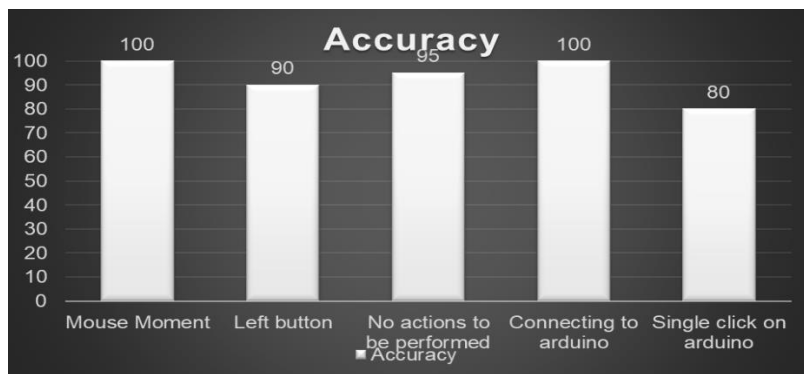 Accuracy
100
90
95
100
80
100
90
80
70
60
50
40
30
20
10
0
Mouse Moment
Left button
No actions to
be performed
Connecting to
arduino
Single click on
arduino
Accuracy